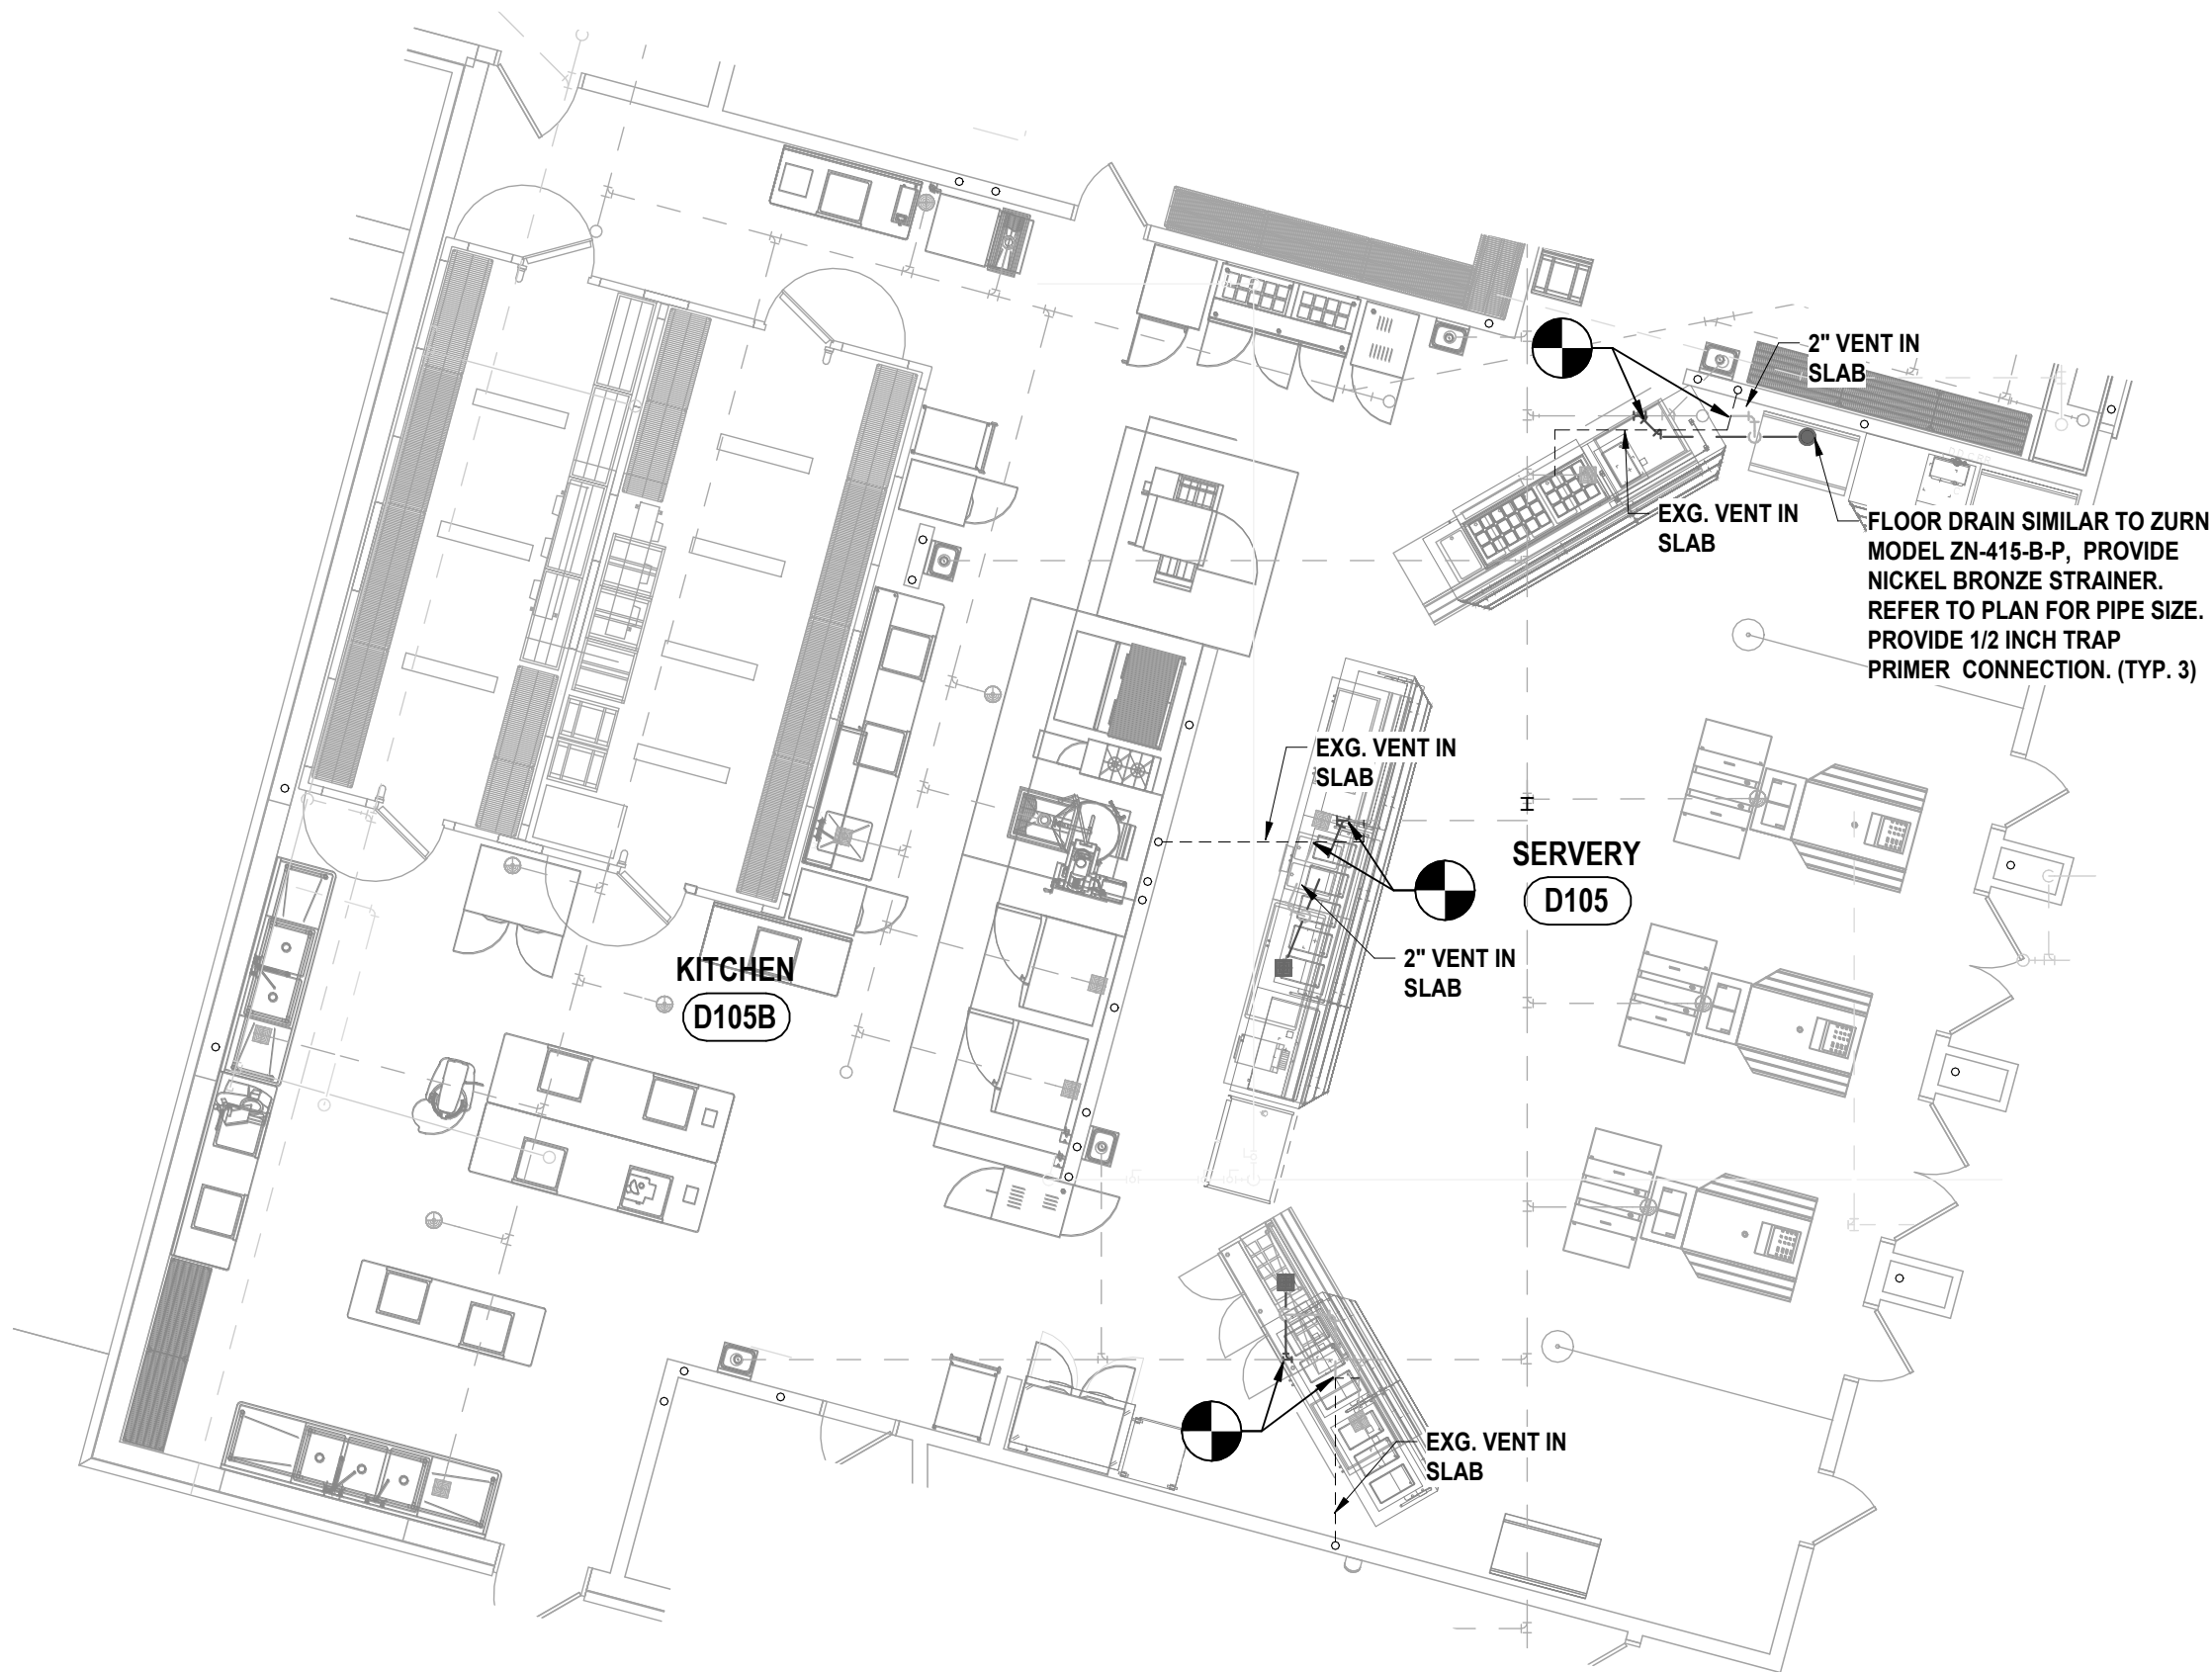 2" VENT IN
SLAB
EXG. VENT IN
SLAB
FLOOR DRAIN SIMILAR TO ZURN
MODEL ZN-415-B-P, PROVIDE
NICKEL BRONZE STRAINER.
REFER TO PLAN FOR PIPE SIZE.
PROVIDE 1/2 INCH TRAP
PRIMER CONNECTION. (TYP. 3)
EXG. VENT IN
SLAB
SERVERY
D105
2" VENT IN
SLAB
KITCHEN
D105B
EXG. VENT IN
SLAB